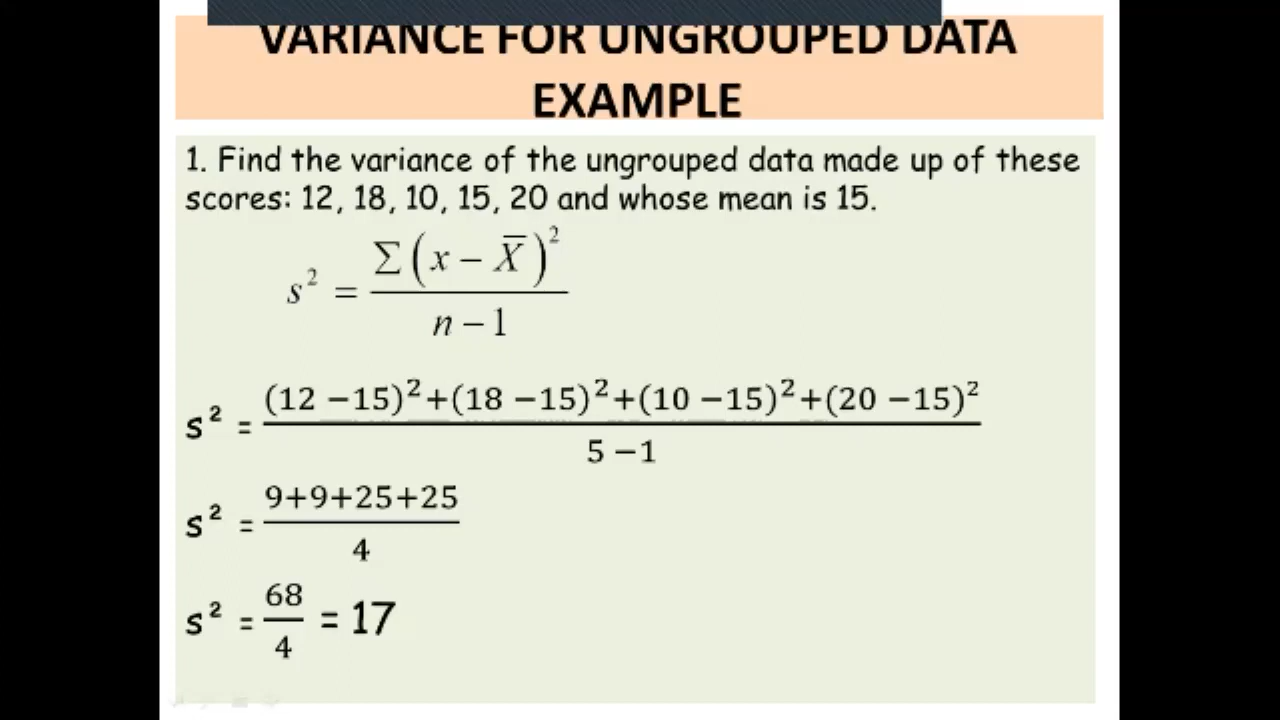 VARIANCE FOR UNGROUPED DATA
EXAMPLE
1. Find the variance of the ungrouped data made up of these
scores: 12, 18, 10, 15, 20 and whose mean is 15.
s² = Σ(x − X̅)² / n − 1
s² = (12 −15)²+(18 −15)²+(10 −15)²+(20 −15)² / 5 −1
s² = 9+9+25+25 / 4
s² = 68 / 4 = 17